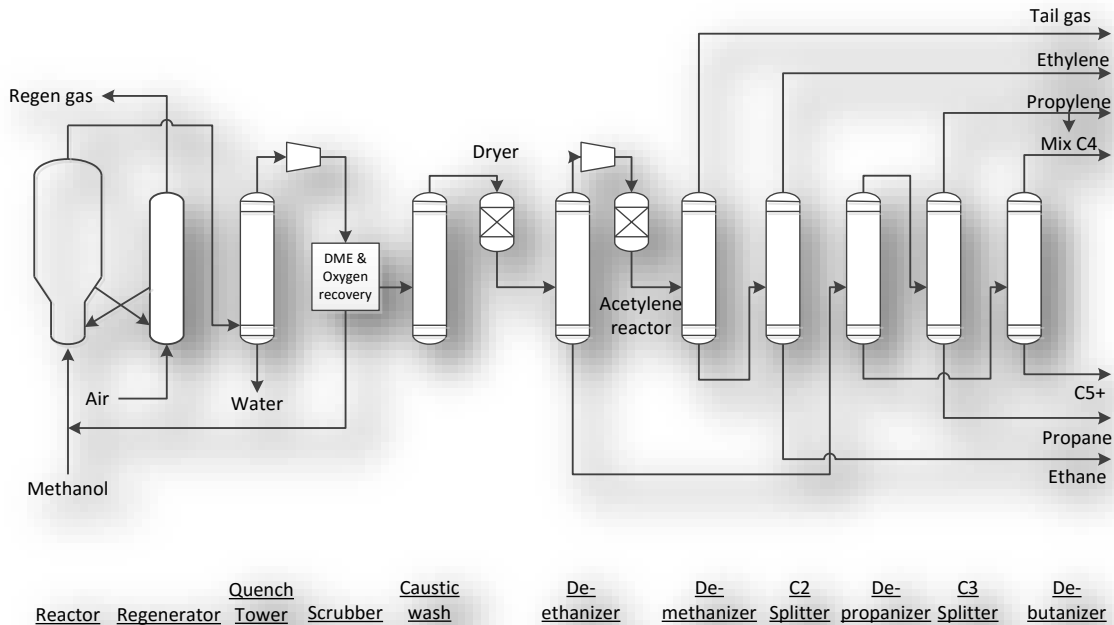 Tail gas
Ethylene
Regen gas
Propylene
Mix C4
Dryer
DME &
Oxygen
recovery
Acetylene
reactor
Air
Water
C5+
Propane
Ethane
Methanol
Reactor
Regenerator
Quench
Tower
Scrubber
Caustic
wash
De-
ethanizer
De-
methanizer
C2
Splitter
De-
propanizer
C3
Splitter
De-
butanizer